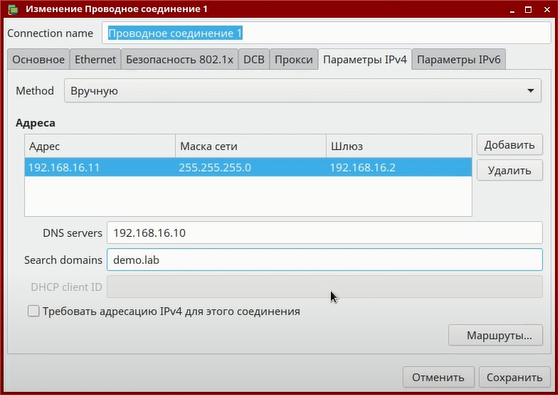 Изменение Проводное соединение 1
Connection name Проводное соединение 1
Основное Ethernet Безопасность 802.1x DCB Прокси Параметры IPv4 Параметры IPv6
Method Вручную
Адреса
Адрес Маска сети Шлюз Добавить
192.168.16.11 255.255.255.0 192.168.16.2 Удалить
DNS servers 192.168.16.10
Search domains demo.lab
DHCP client ID
Требовать адресацию IPv4 для этого соединения
Маршруты...
Отменить Сохранить